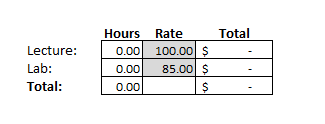 Hours Rate Total
Lecture: 0.00 100.00 $ -
Lab: 0.00 85.00 $ -
Total: 0.00 $ -